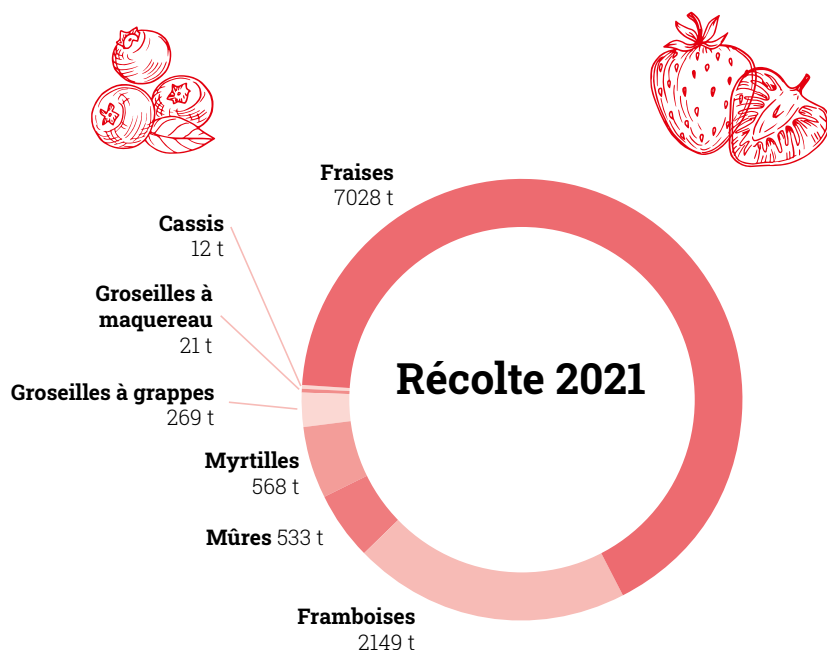 Fraises
7028 t
Cassis
12 t
Groseilles à
maquereau
21 t
Groseilles à grappes
269 t
Myrtilles
568 t
Mûres 533 t
Framboises
2149 t
Récolte 2021